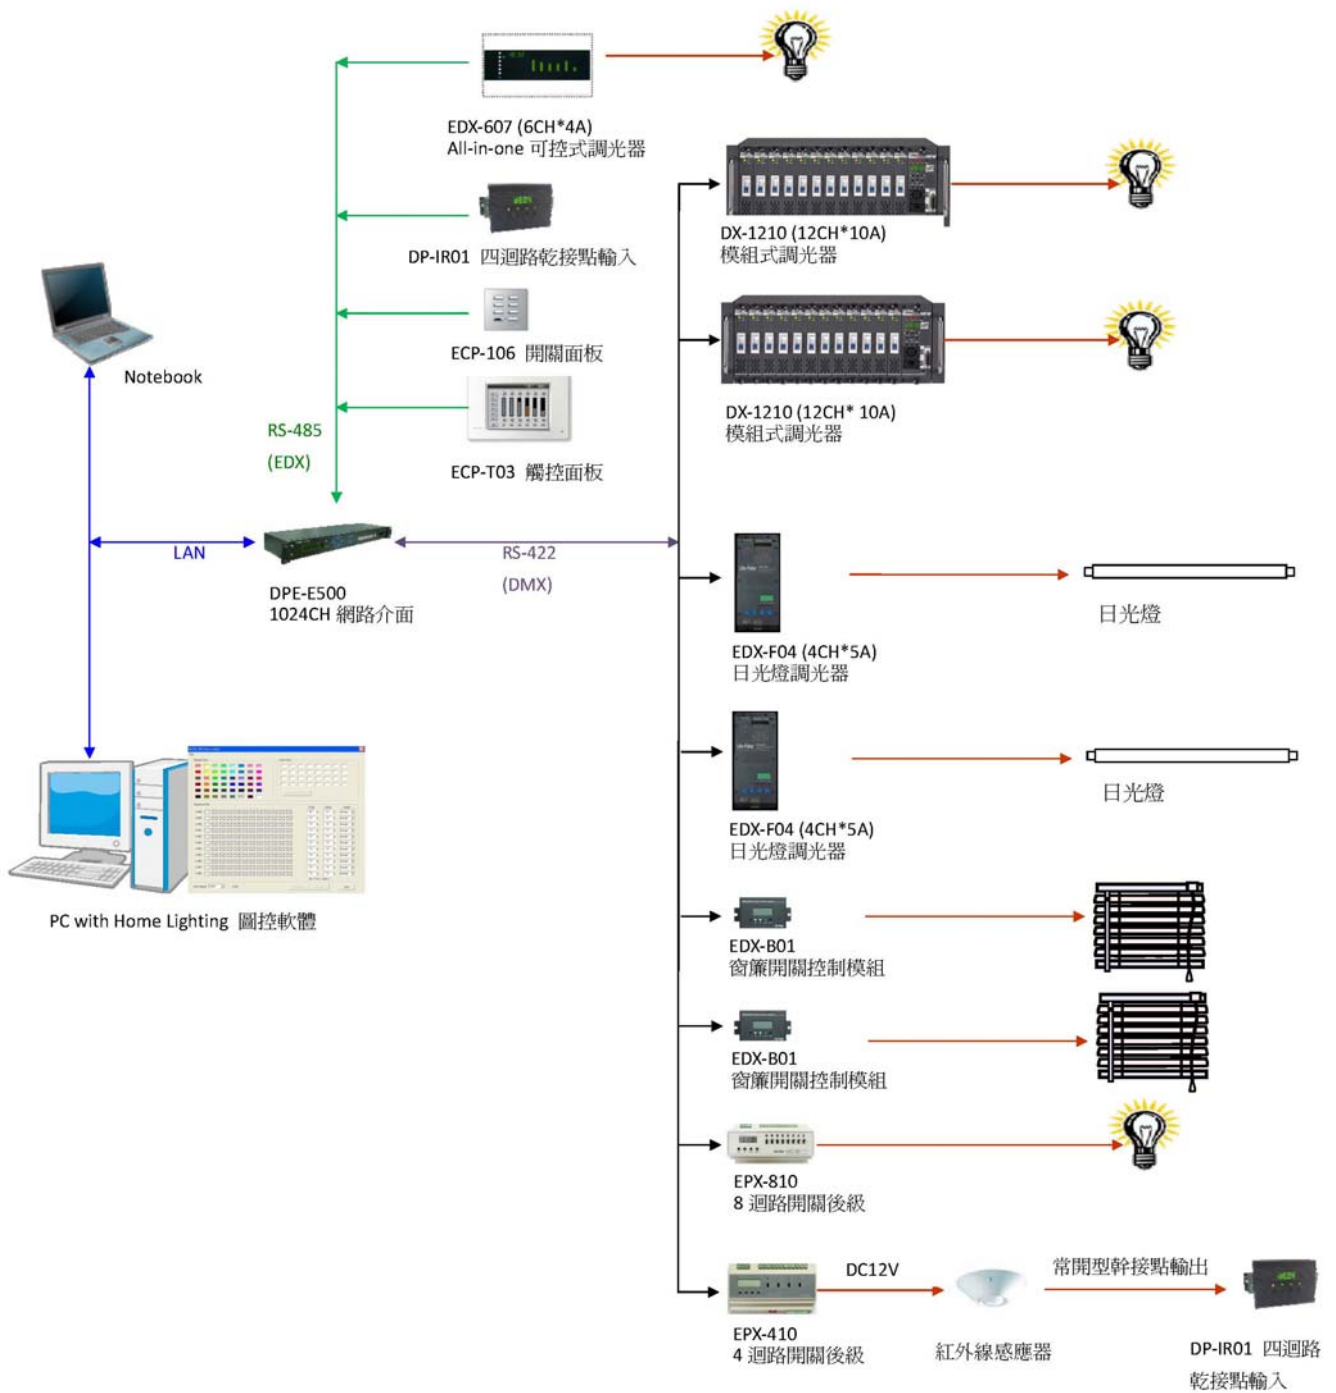 EDX-607 (6CH*4A)
All-in-one 可控式調光器
DP-IR01 四迴路乾接點輸入
ECP-106 開關面板
ECP-T03 觸控面板
RS-485
(EDX)
Notebook
LAN
DPE-E500
1024CH 網路介面
RS-422
(DMX)
PC with Home Lighting 圖控軟體
DX-1210 (12CH*10A)
模組式調光器
DX-1210 (12CH* 10A)
模組式調光器
EDX-F04 (4CH*5A)
日光燈調光器
日光燈
EDX-F04 (4CH*5A)
日光燈調光器
日光燈
EDX-B01
窗簾開關控制模組
EDX-B01
窗簾開關控制模組
EPX-810
8 迴路開關後級
EPX-410
4 迴路開關後級
DC12V
紅外線感應器
常開型幹接點輸出
DP-IR01 四迴路
乾接點輸入